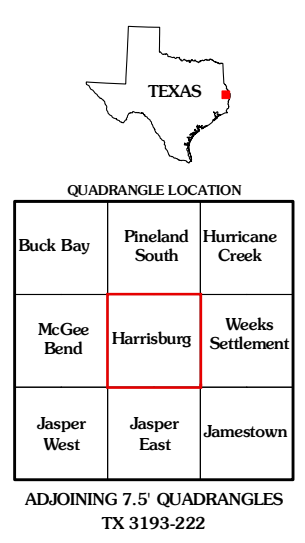 TEXAS
QUADRANGLE LOCATION
Buck Bay
Pineland
South
Hurricane
Creek
McGee
Bend
Harrisburg
Weeks
Settlement
Jasper
West
Jasper
East
Jamestown
ADJOINING 7.5' QUADRANGLES
TX 3193-222